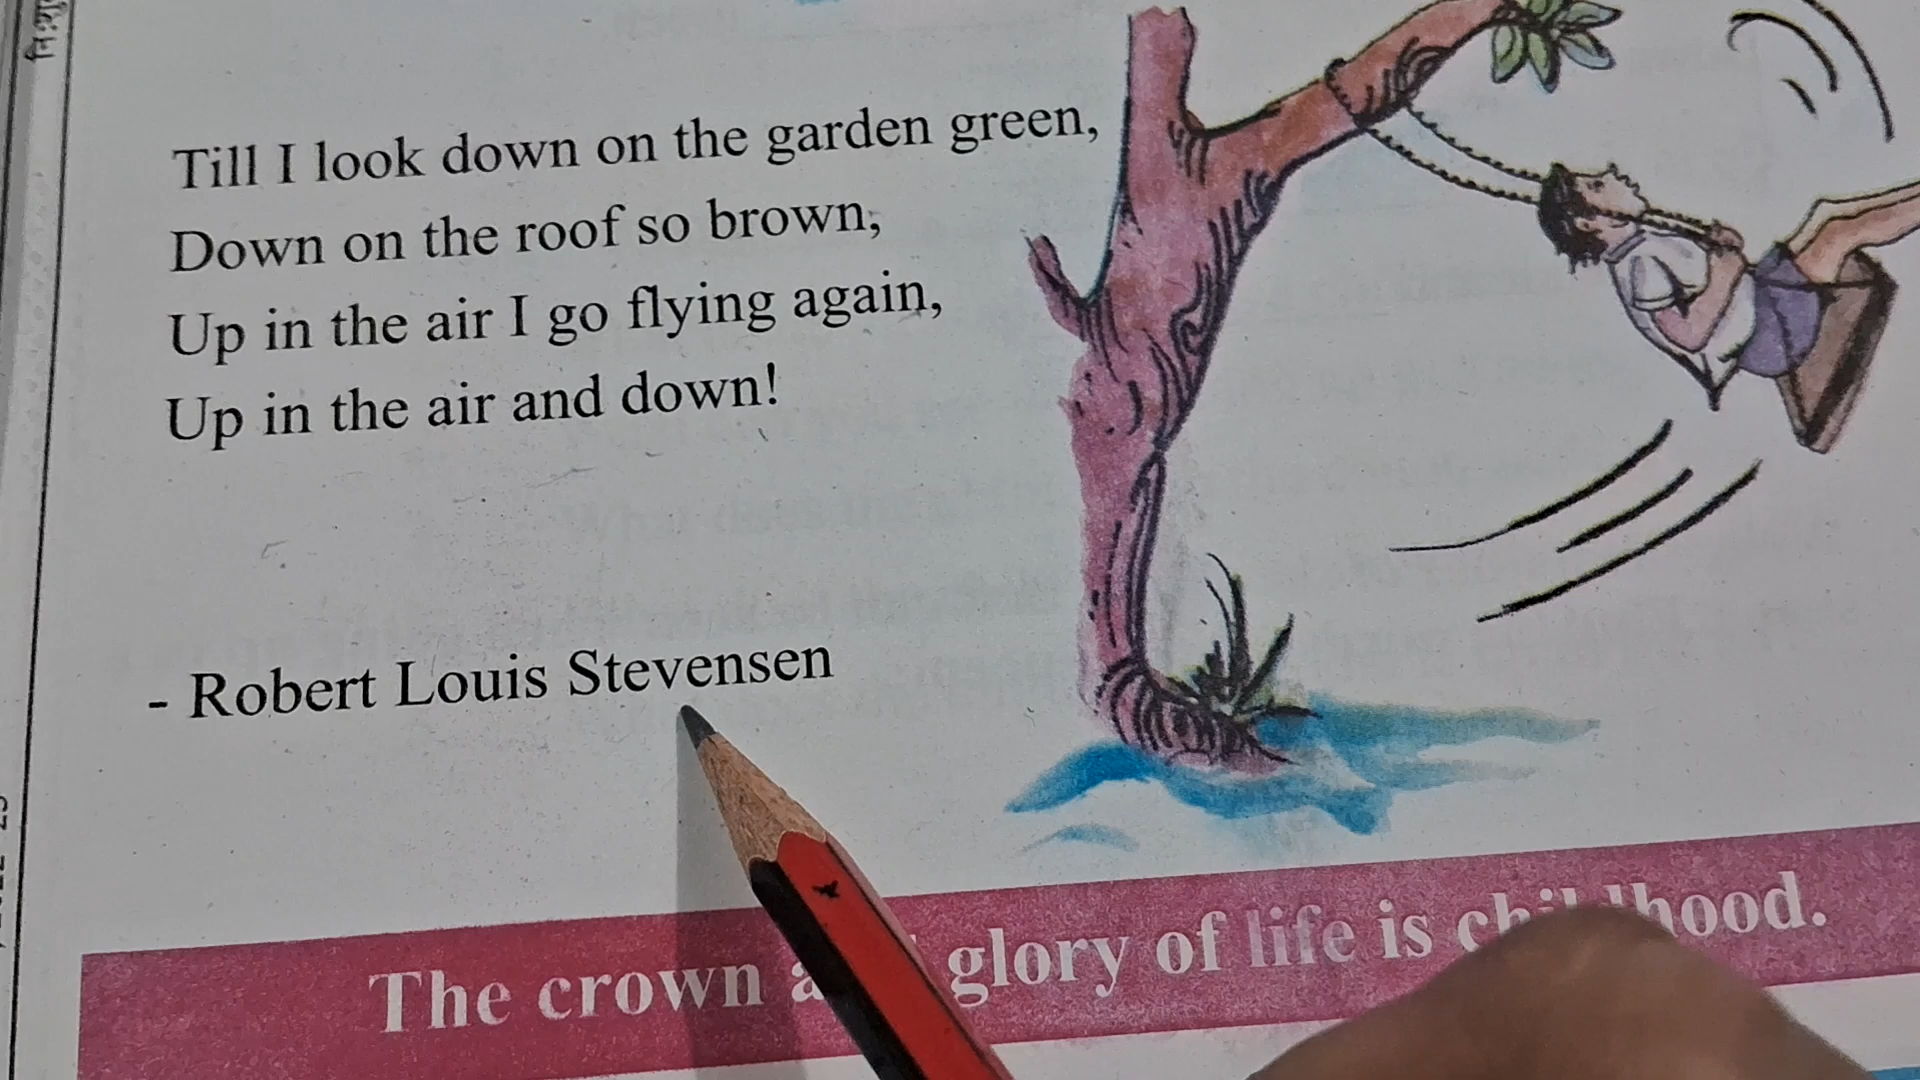 Till I look down on the garden green,
Down on the roof so brown,
Up in the air I go flying again,
Up in the air and down!
- Robert Louis Stevensen
The crown glory of life is